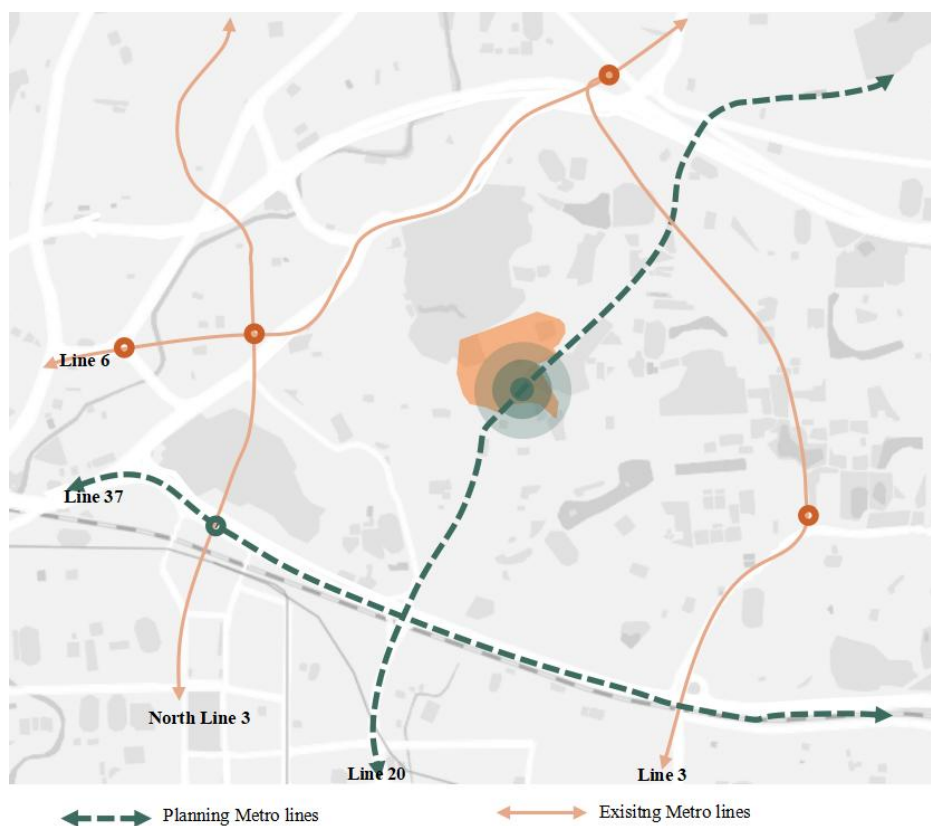 Line 6
Line 37
North Line 3
Line 20
Line 3
Planning Metro lines
Exisitng Metro lines